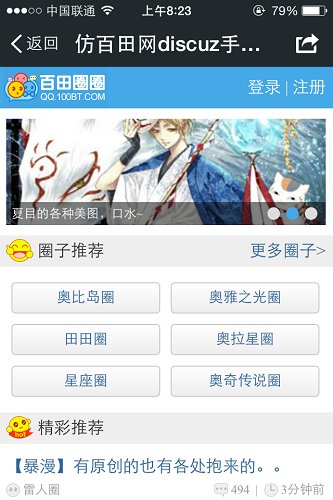 中国联通 上午8:23 79%
返回 仿百田网discuz手...
百田圈圈 登录 | 注册
QQ.100BT.COM
夏目的各种美图，口水~
圈子推荐 更多圈子>
奥比岛圈 奥雅之光圈
田田圈 奥拉星圈
星座圈 奥奇传说圈
HOT 精彩推荐
【暴漫】有原创的也有各处抱来的。。
雷人圈 494 | 3分钟前